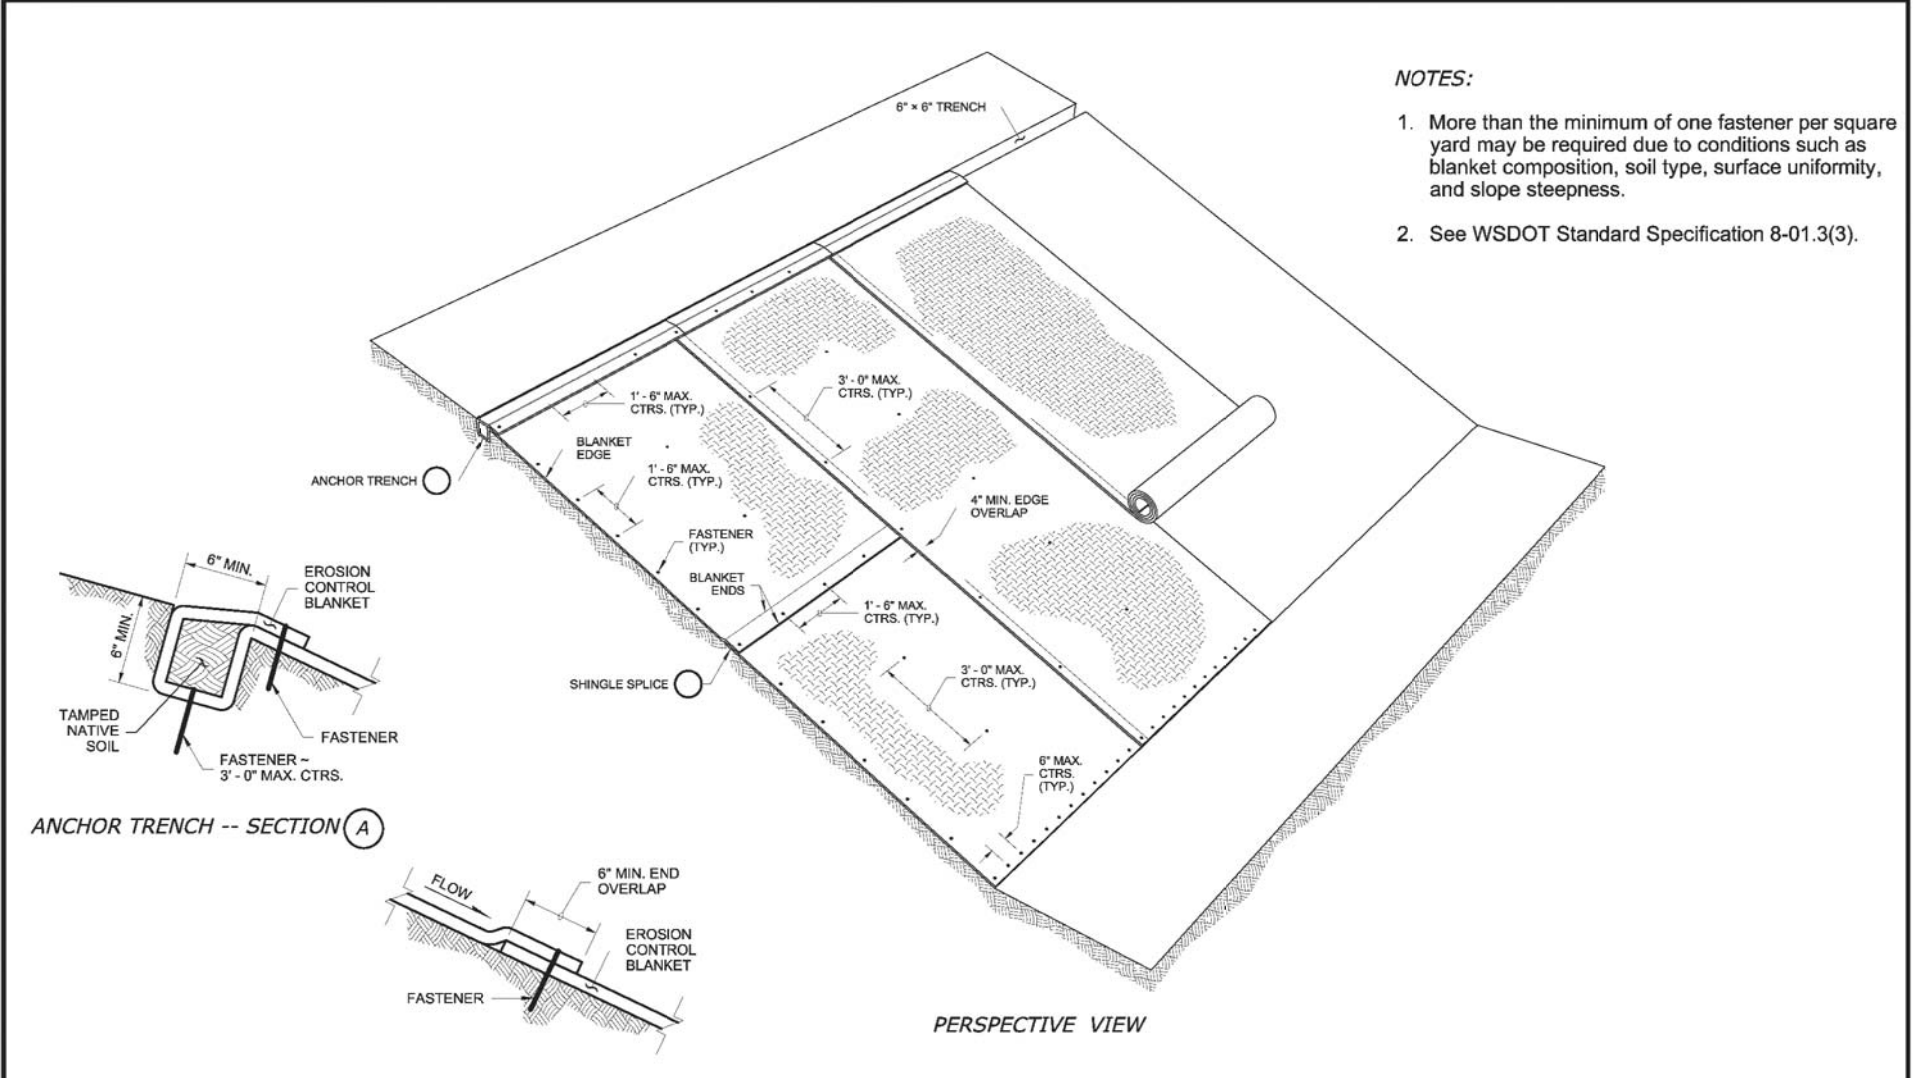 NOTES:
1. More than the minimum of one fastener per square
yard may be required due to conditions such as
blanket composition, soil type, surface uniformity,
and slope steepness.
2. See WSDOT Standard Specification 8-01.3(3).
6" × 6" TRENCH
3' - 0" MAX.
CTRS. (TYP.)
1' - 6" MAX.
CTRS. (TYP.)
BLANKET
EDGE
1' - 6" MAX.
CTRS. (TYP.)
ANCHOR TRENCH
4" MIN. EDGE
OVERLAP
FASTENER
(TYP.)
BLANKET
ENDS
1' - 6" MAX.
CTRS. (TYP.)
SHINGLE SPLICE
3' - 0" MAX.
CTRS. (TYP.)
6" MAX.
CTRS.
(TYP.)
6" MIN.
6" MIN.
EROSION
CONTROL
BLANKET
TAMPED
NATIVE
SOIL
FASTENER
FASTENER ~
3' - 0" MAX. CTRS.
ANCHOR TRENCH -- SECTION A
FLOW
6" MIN. END
OVERLAP
EROSION
CONTROL
BLANKET
FASTENER
PERSPECTIVE VIEW